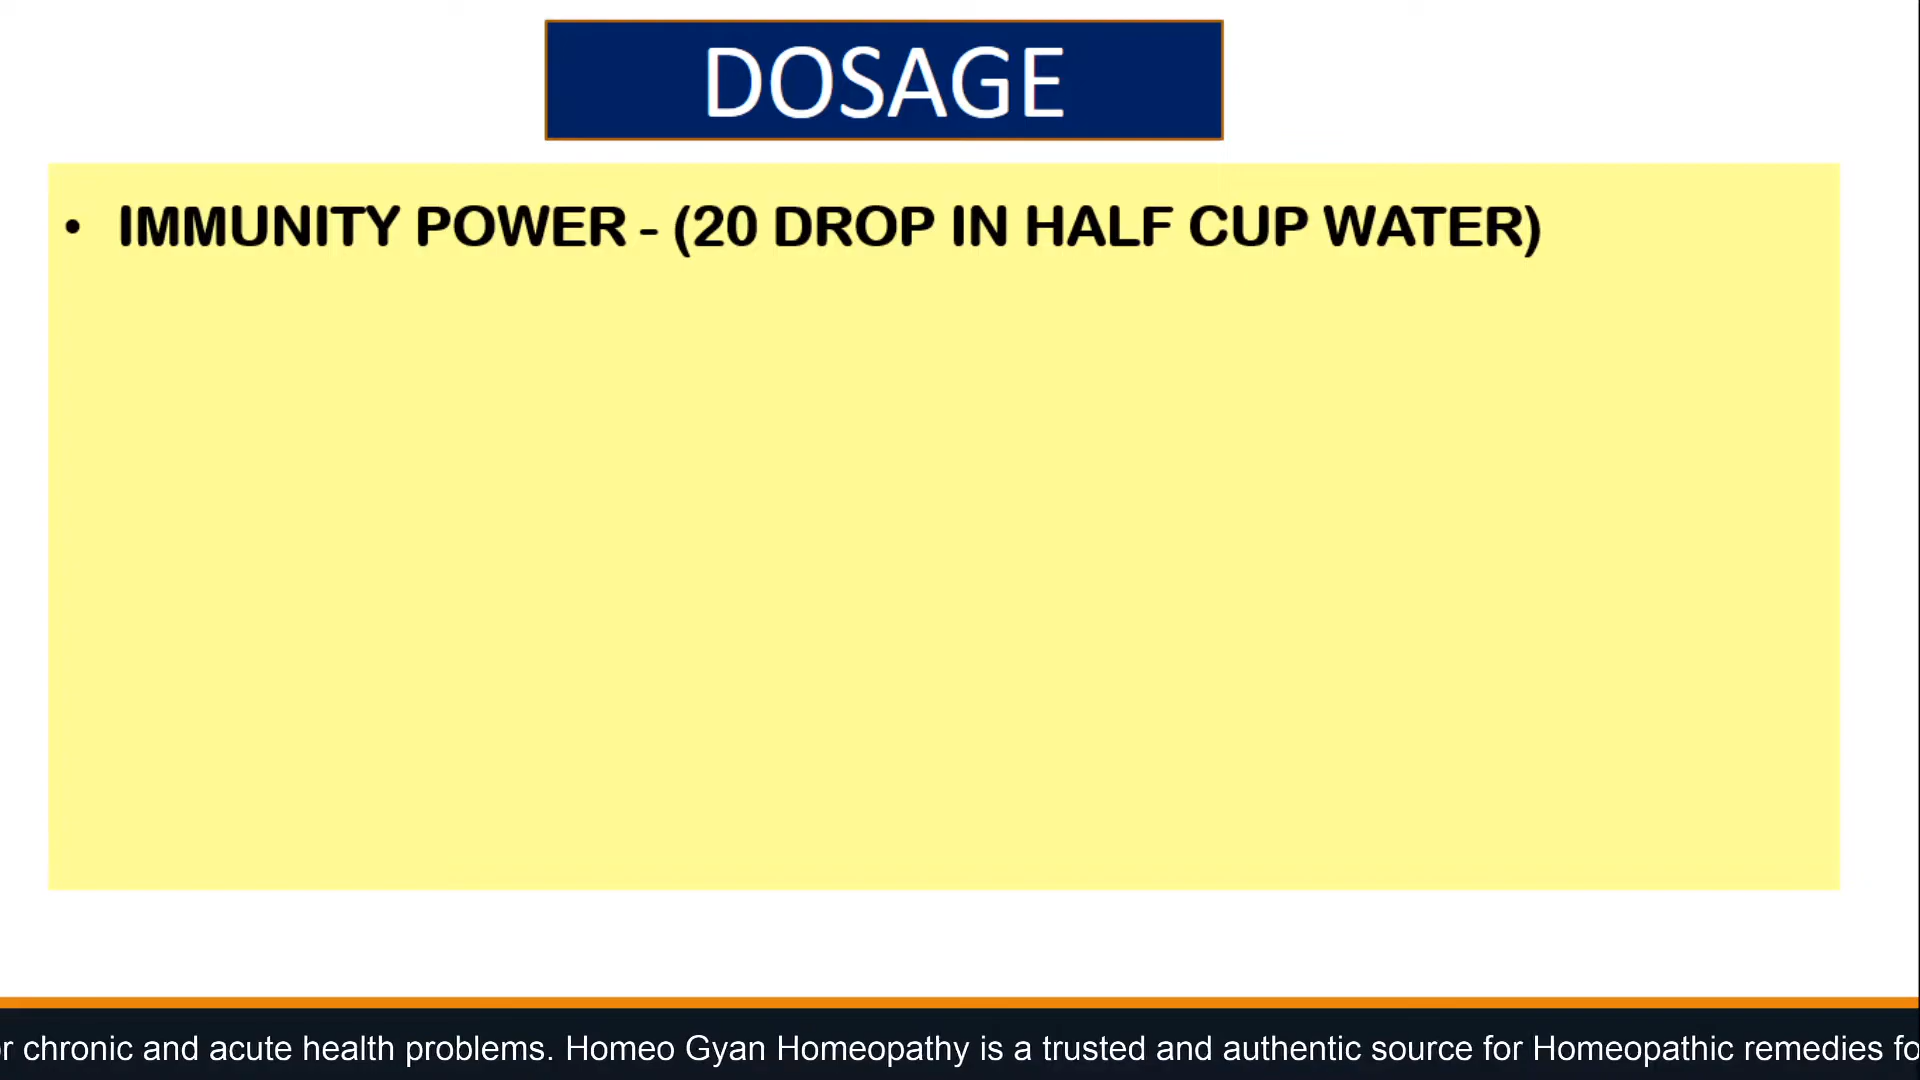 DOSAGE
• IMMUNITY POWER - (20 DROP IN HALF CUP WATER)
r chronic and acute health problems. Homeo Gyan Homeopathy is a trusted and authentic source for Homeopathic remedies fo